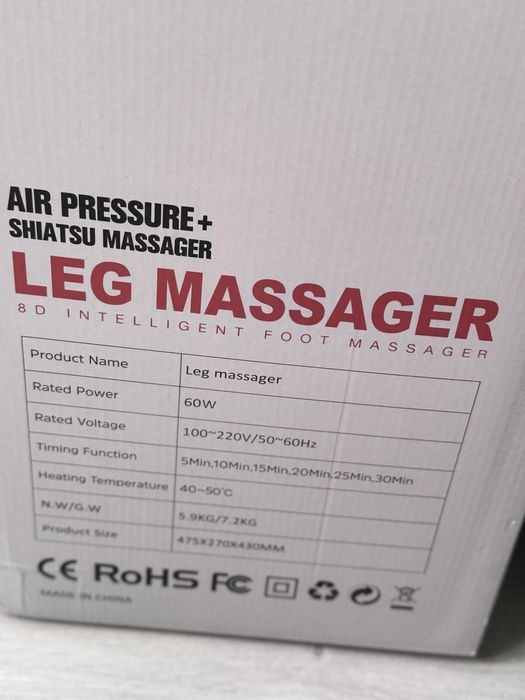 AIR PRESSURE+
SHIATSU MASSAGER
LEG MASSAGER
8D INTELLIGENT FOOT MASSAGER
Product Name Leg massager
Rated Power 60W
Rated Voltage 100~220V/50~60Hz
Timing Function 5Min,10Min,15Min,20Min,25Min,30Min
Heating Temperature 40~50℃
N.W/G.W 5.9KG/7.2KG
Product Size 475X270X430MM
CE RoHS FC
MADE IN CHINA